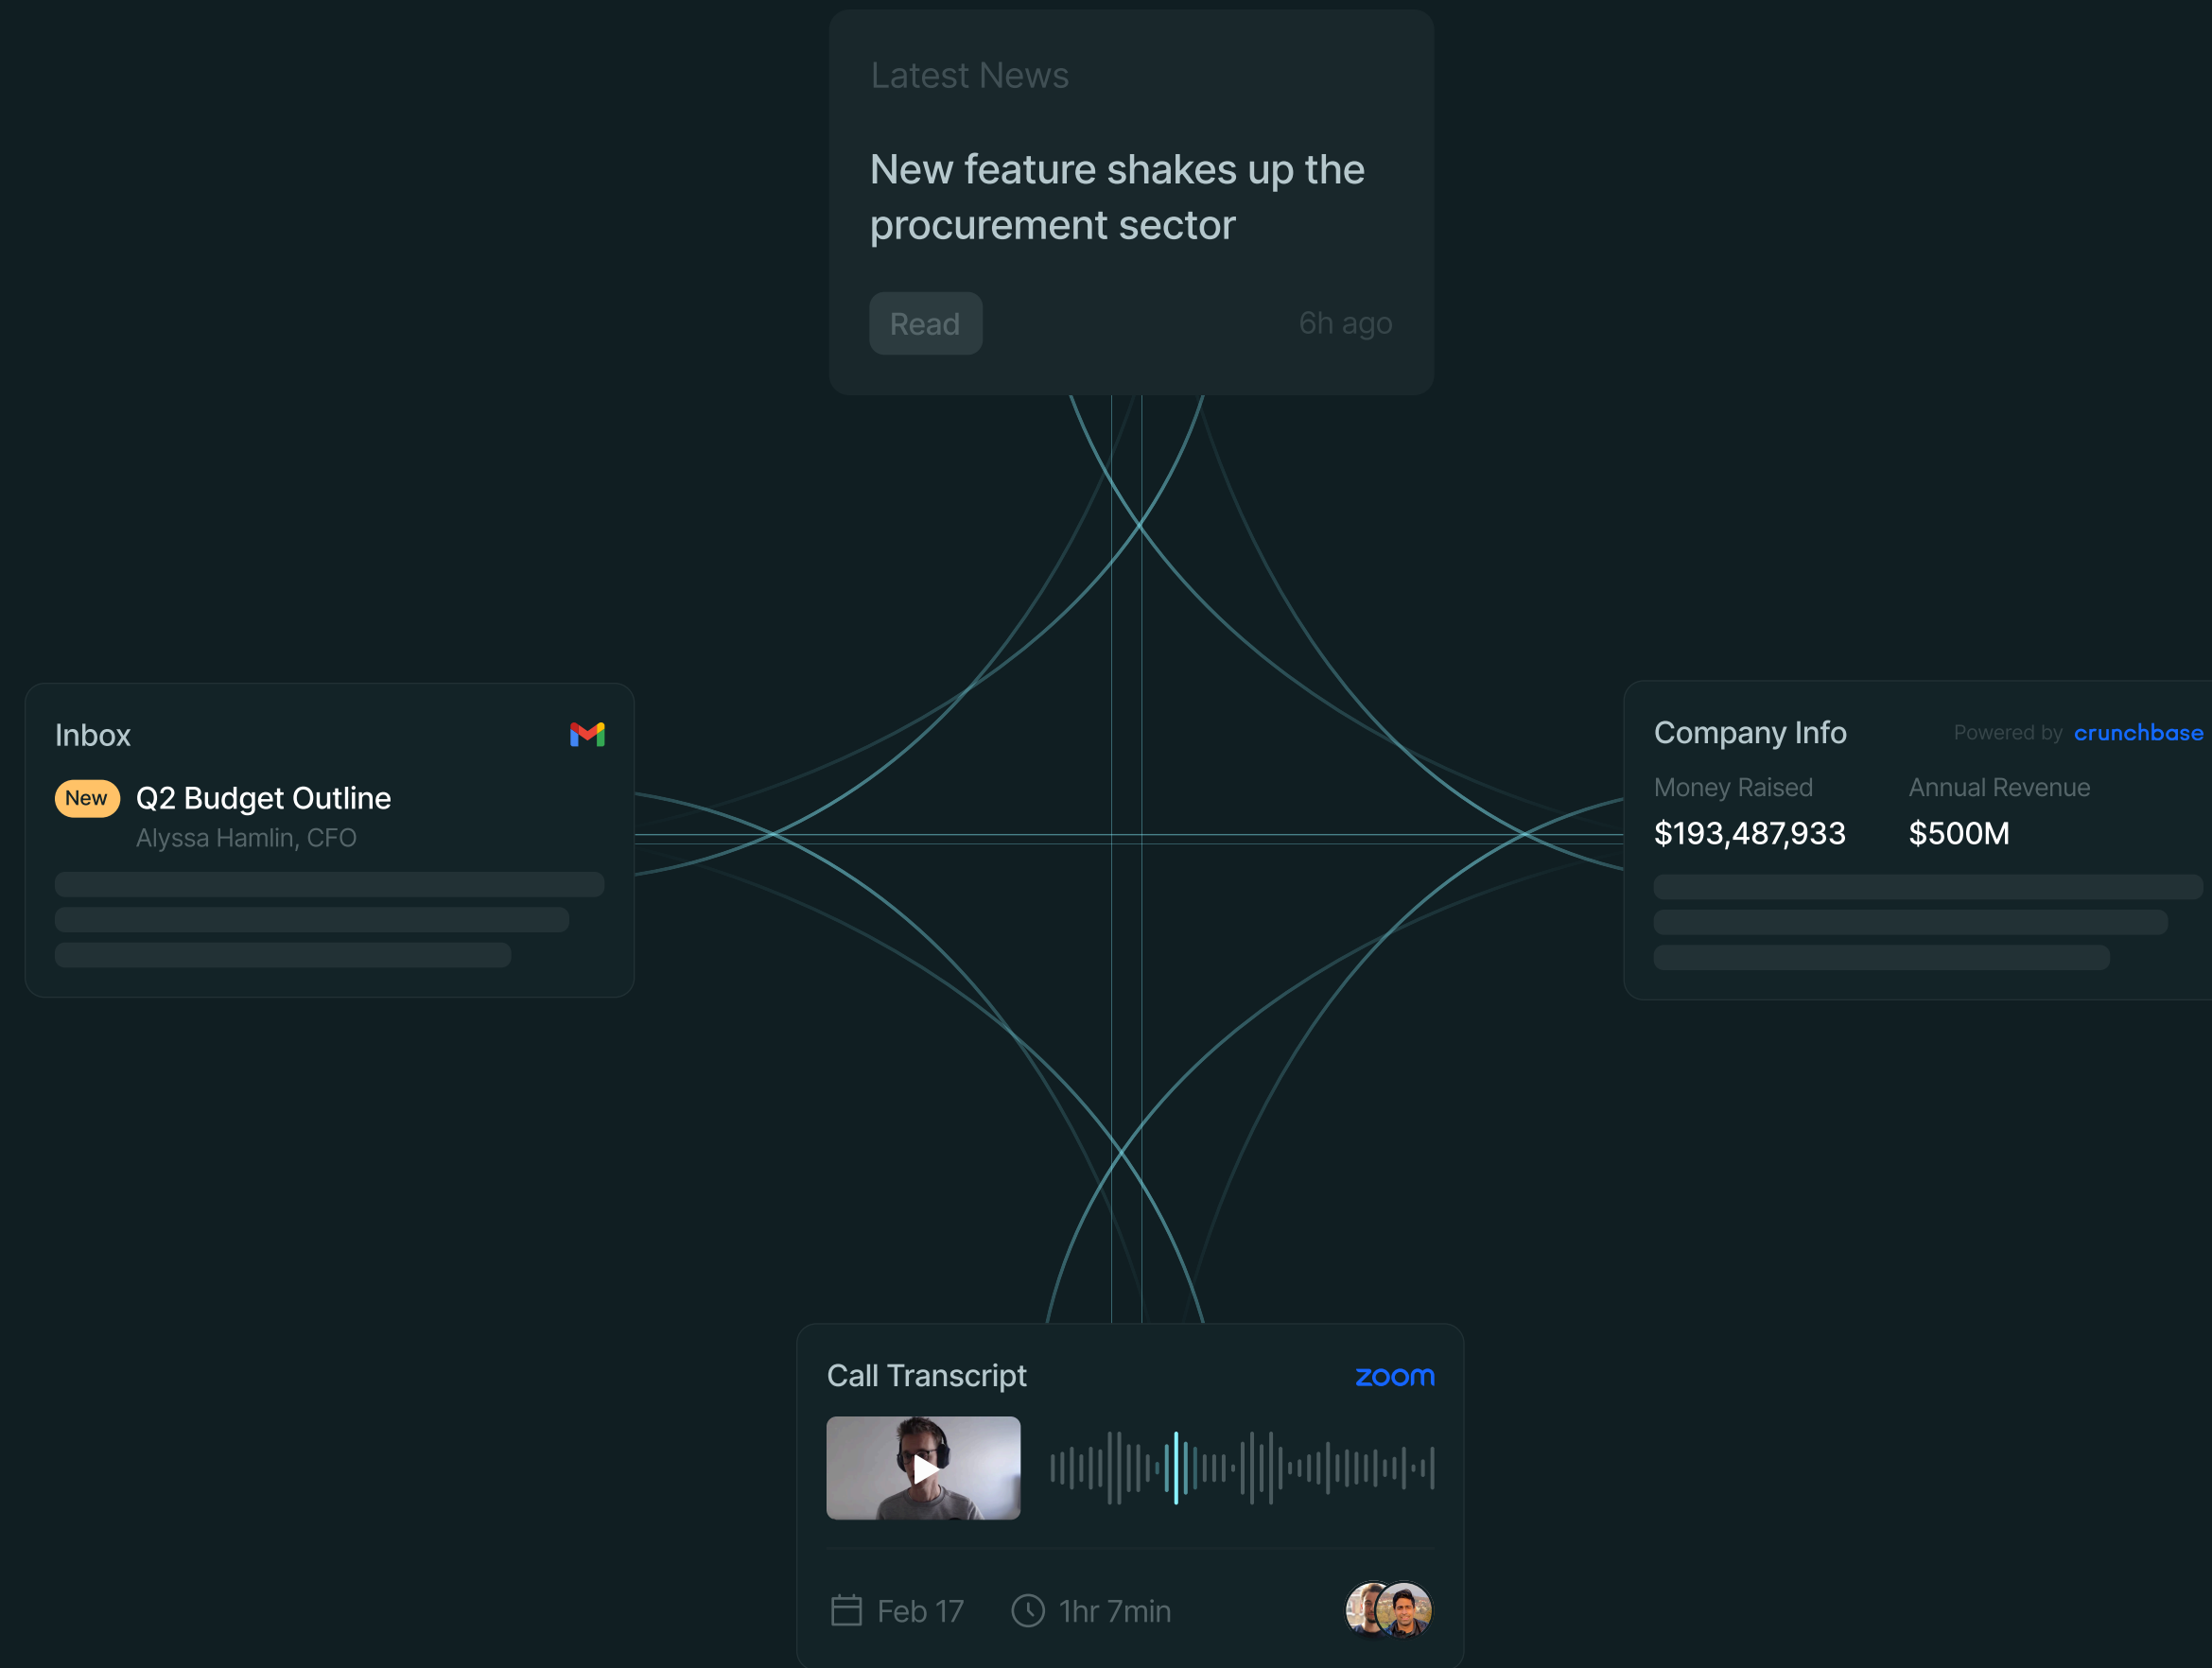 Latest News
New feature shakes up the
procurement sector
Read
6h ago
Inbox
New
Q2 Budget Outline
Alyssa Hamlin, CFO
Company Info
Powered by crunchbase
Money Raised
Annual Revenue
$193,487,933
$500M
Call Transcript
zoom
Feb 17
1hr 7min